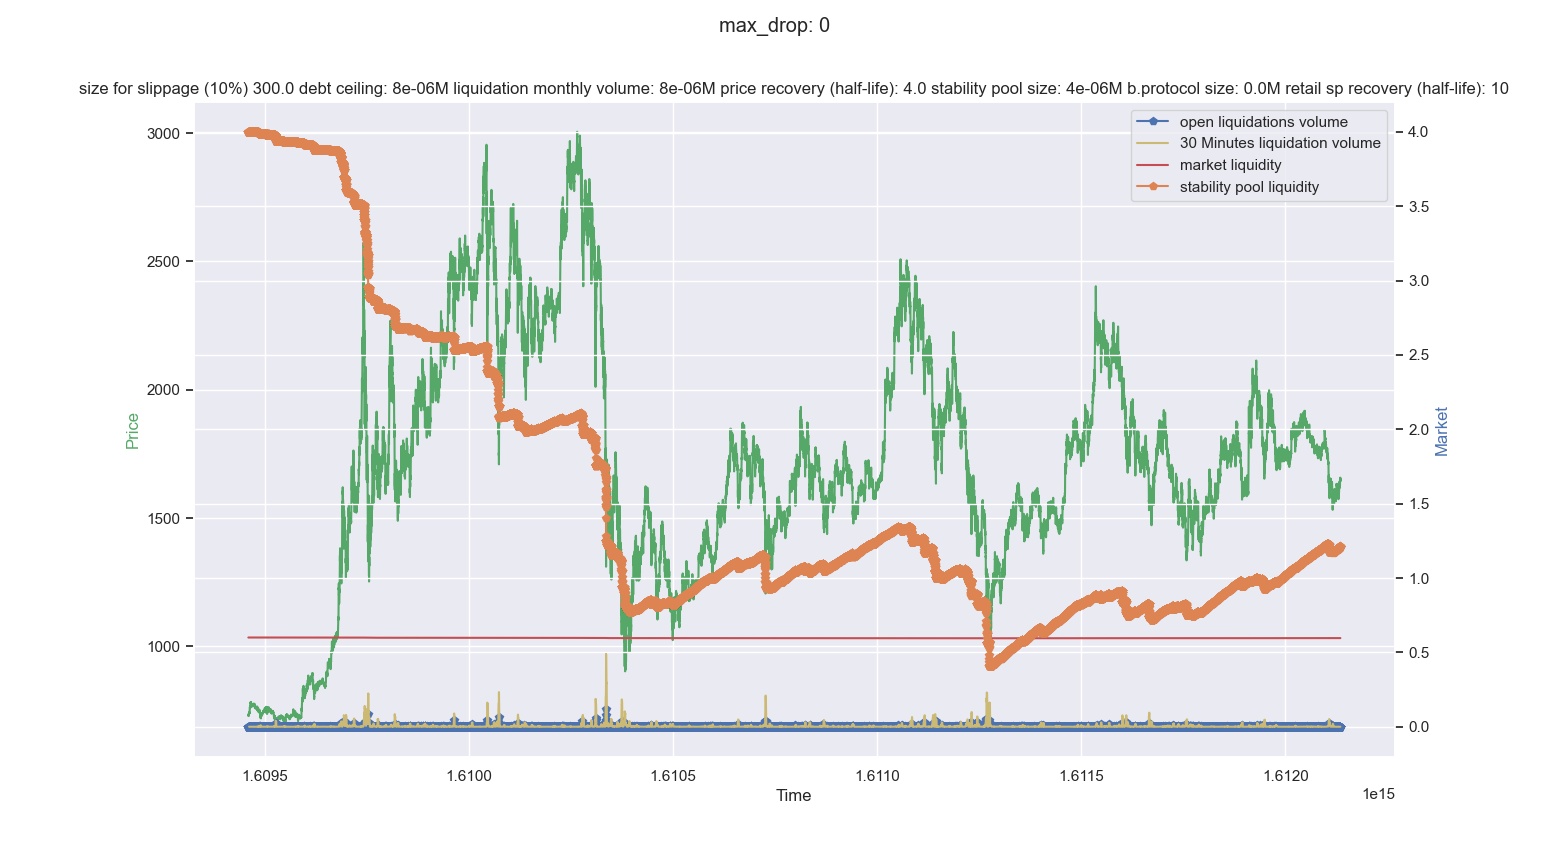 max_drop: 0
size for slippage (10%) 300.0 debt ceiling: 8e-06M liquidation monthly volume: 8e-06M price recovery (half-life): 4.0 stability pool size: 4e-06M b.protocol size: 0.0M retail sp recovery (half-life): 10
open liquidations volume
30 Minutes liquidation volume
market liquidity
stability pool liquidity
3000
2500
2000
1500
1000
Price
4.0
3.5
3.0
2.5
2.0
1.5
1.0
0.5
0.0
Market
1.6095 1.6100 1.6105 1.6110 1.6115 1.6120
Time
1e15